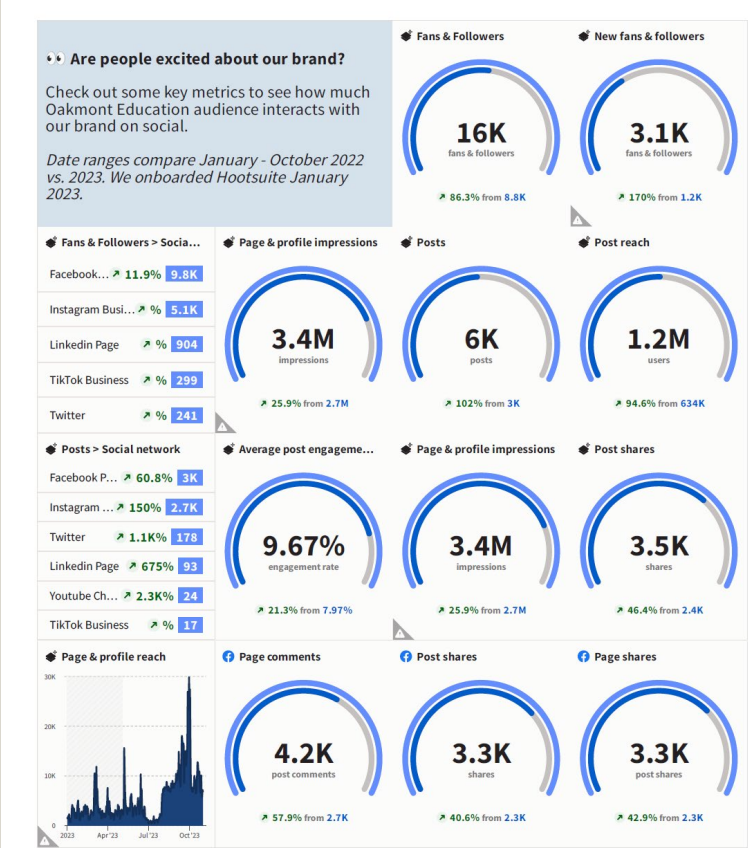 👀 Are people excited about our brand?
Check out some key metrics to see how much
Oakmont Education audience interacts with
our brand on social.
Date ranges compare January - October 2022
vs. 2023. We onboarded Hootsuite January
2023.
Fans & Followers
16K
fans & followers
86.3% from 8.8K
New fans & followers
3.1K
fans & followers
170% from 1.2K
Fans & Followers > Socia...
Facebook... 11.9% 9.8K
Instagram Busi... % 5.1K
Linkedin Page % 904
TikTok Business % 299
Twitter % 241
Page & profile impressions
3.4M
impressions
25.9% from 2.7M
Posts
6K
posts
102% from 3K
Post reach
1.2M
users
94.6% from 634K
Posts > Social network
Facebook P... 60.8% 3K
Instagram ... 150% 2.7K
Twitter 1.1K% 178
Linkedin Page 675% 93
Youtube Ch... 2.3K% 24
TikTok Business % 17
Average post engageme...
9.67%
engagement rate
21.3% from 7.97%
Page & profile impressions
3.4M
impressions
25.9% from 2.7M
Post shares
3.5K
shares
46.4% from 2.4K
Page & profile reach
30K
20K
10K
0
2023 Apr '23 Jul '23 Oct '23
Page comments
4.2K
post comments
57.9% from 2.7K
Post shares
3.3K
shares
40.6% from 2.3K
Page shares
3.3K
post shares
42.9% from 2.3K